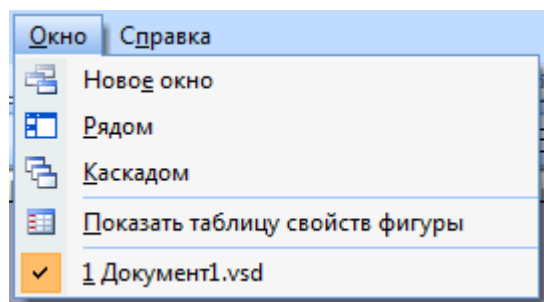 Окно Справка
Новое окно
Рядом
Каскадом
Показать таблицу свойств фигуры
1 Документ1.vsd